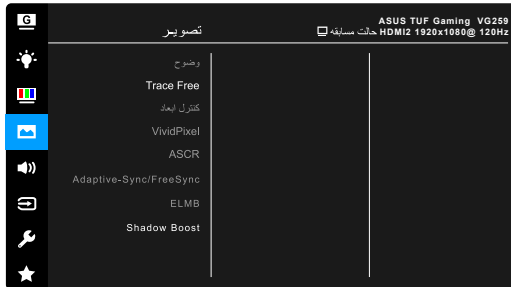 G
ASUS TUF Gaming VG259
حالت مسابقه HDMI2 1920x1080@ 120Hz
تصویر
وضوح
Trace Free
کنترل ابعاد
VividPixel
ASCR
Adaptive-Sync/FreeSync
ELMB
Shadow Boost